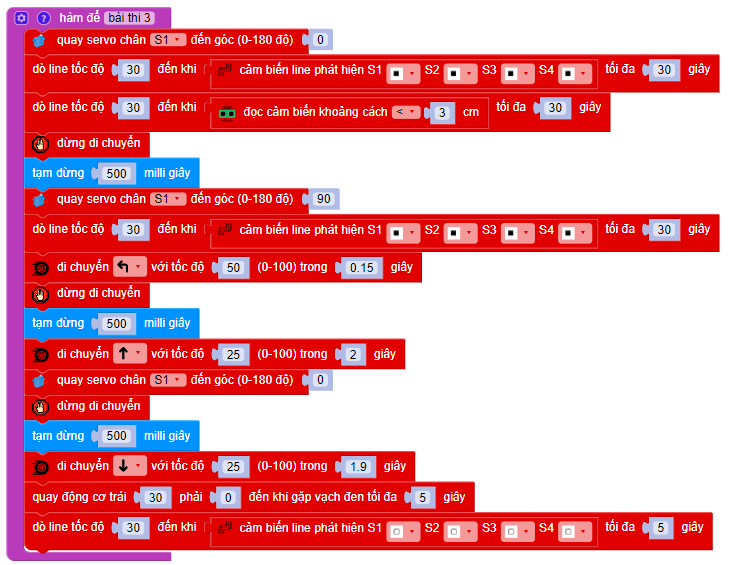 hàm để bài thi 3
quay servo chân S1 đến góc (0-180 độ) 0
dò line tốc độ 30 đến khi cảm biến line phát hiện S1 S2 S3 S4 tối đa 30 giây
dò line tốc độ 30 đến khi đọc cảm biến khoảng cách < 3 cm tối đa 30 giây
dừng di chuyển
tạm dừng 500 milli giây
quay servo chân S1 đến góc (0-180 độ) 90
dò line tốc độ 30 đến khi cảm biến line phát hiện S1 S2 S3 S4 tối đa 30 giây
di chuyển với tốc độ 50 (0-100) trong 0.15 giây
dừng di chuyển
tạm dừng 500 milli giây
di chuyển với tốc độ 25 (0-100) trong 2 giây
quay servo chân S1 đến góc (0-180 độ) 0
dừng di chuyển
tạm dừng 500 milli giây
di chuyển với tốc độ 25 (0-100) trong 1.9 giây
quay động cơ trái 30 phải 0 đến khi gặp vạch đen tối đa 5 giây
dò line tốc độ 30 đến khi cảm biến line phát hiện S1 S2 S3 S4 tối đa 5 giây